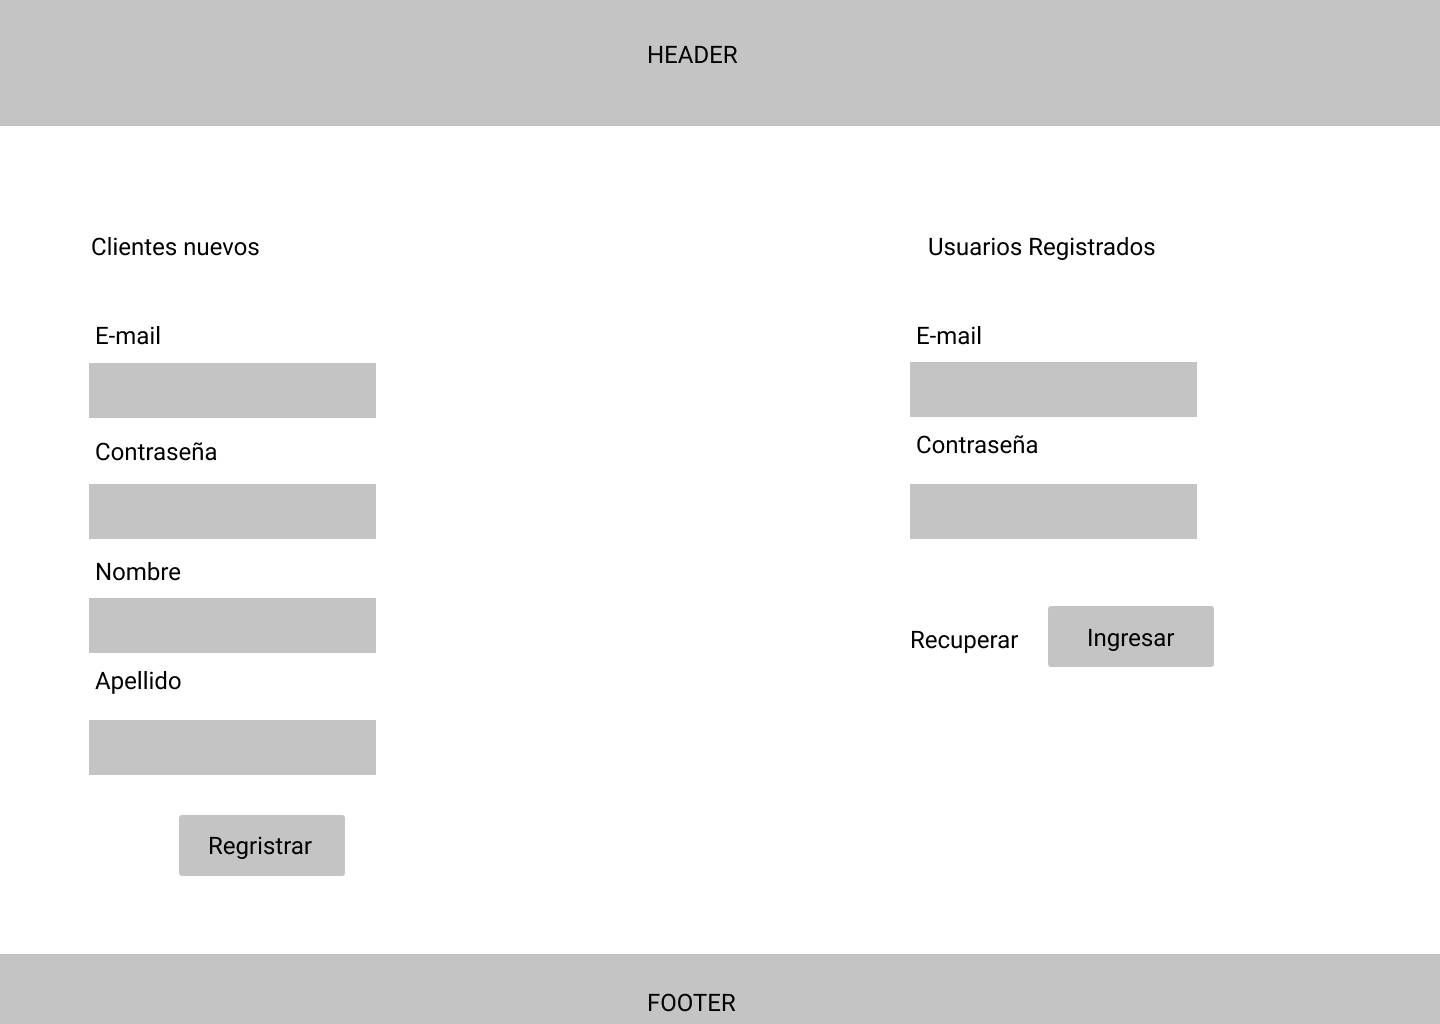 HEADER
Clientes nuevos
E-mail
Contraseña
Nombre
Apellido
Regristrar
Usuarios Registrados
E-mail
Contraseña
Recuperar
Ingresar
FOOTER